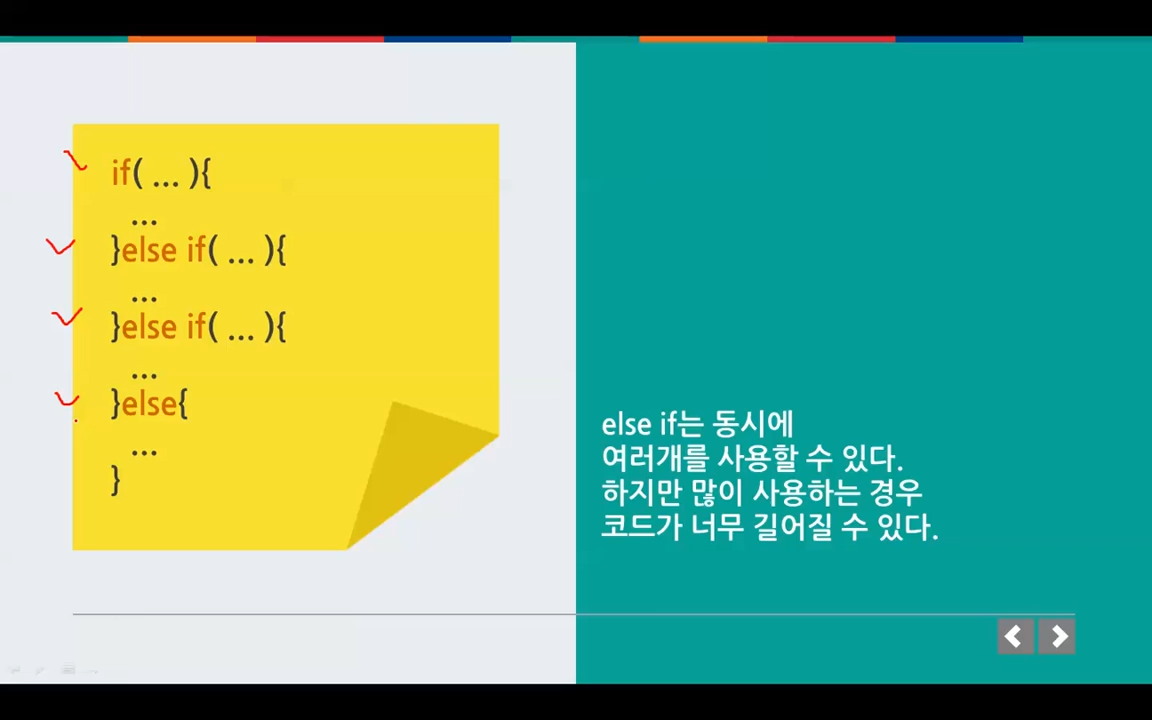 if( ... ){
...
}else if( ... ){
...
}else if( ... ){
...
}else{
...
}
else if는 동시에
여러개를 사용할 수 있다.
하지만 많이 사용하는 경우
코드가 너무 길어질 수 있다.